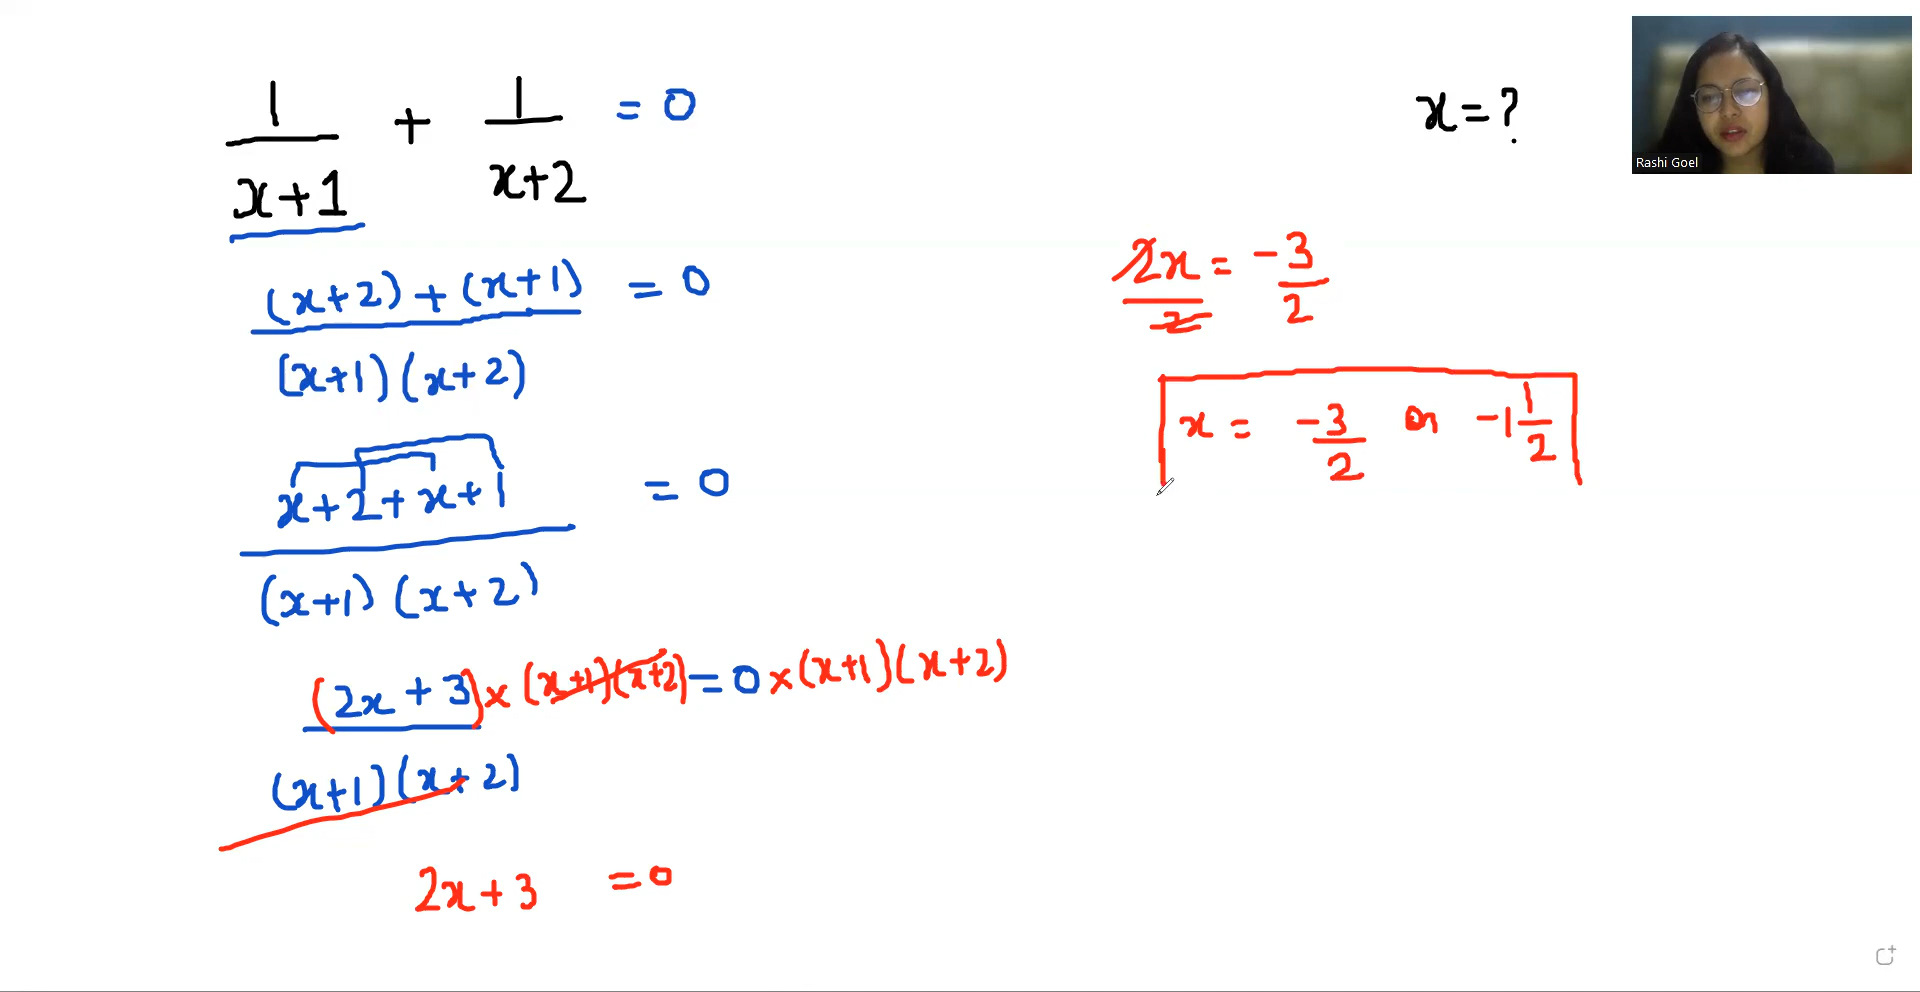 1/(x+1) + 1/(x+2) = 0
x = ?
Rashi Goel
((x+2) + (x+1))/((x+1)(x+2)) = 0
(x+2+x+1)/((x+1)(x+2)) = 0
(2x+3)/((x+1)(x+2)) × (x+1)(x+2) = 0 × (x+1)(x+2)
2x+3 = 0
2x/2 = -3/2
x = -3/2 or -1 1/2